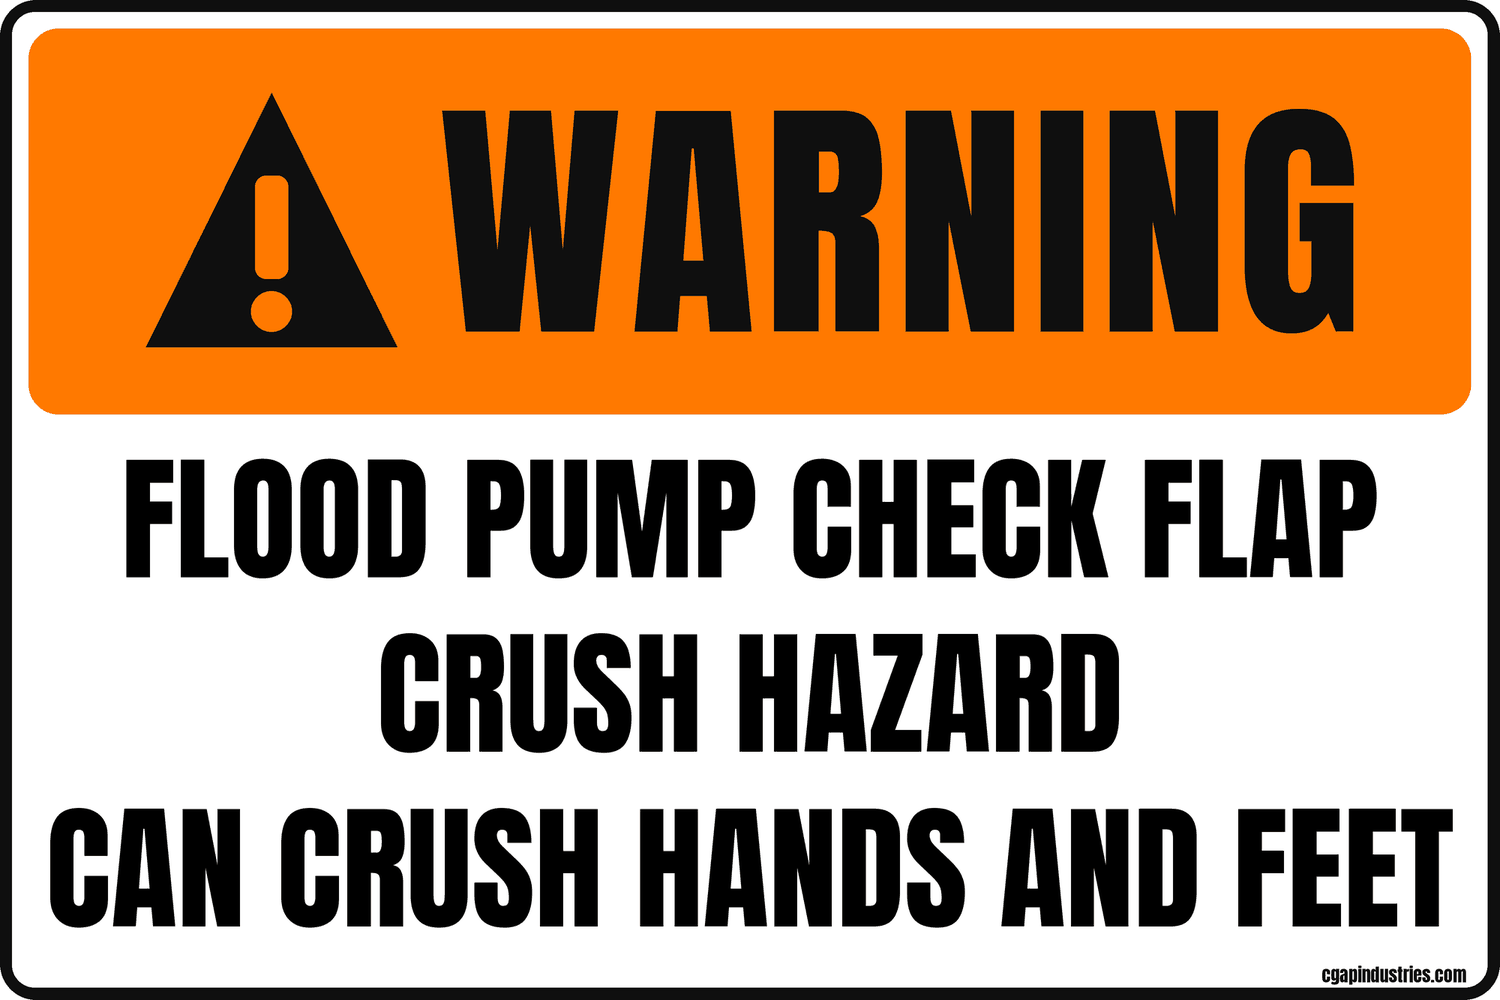 WARNING
FLOOD PUMP CHECK FLAP
CRUSH HAZARD
CAN CRUSH HANDS AND FEET
cgapindustries.com